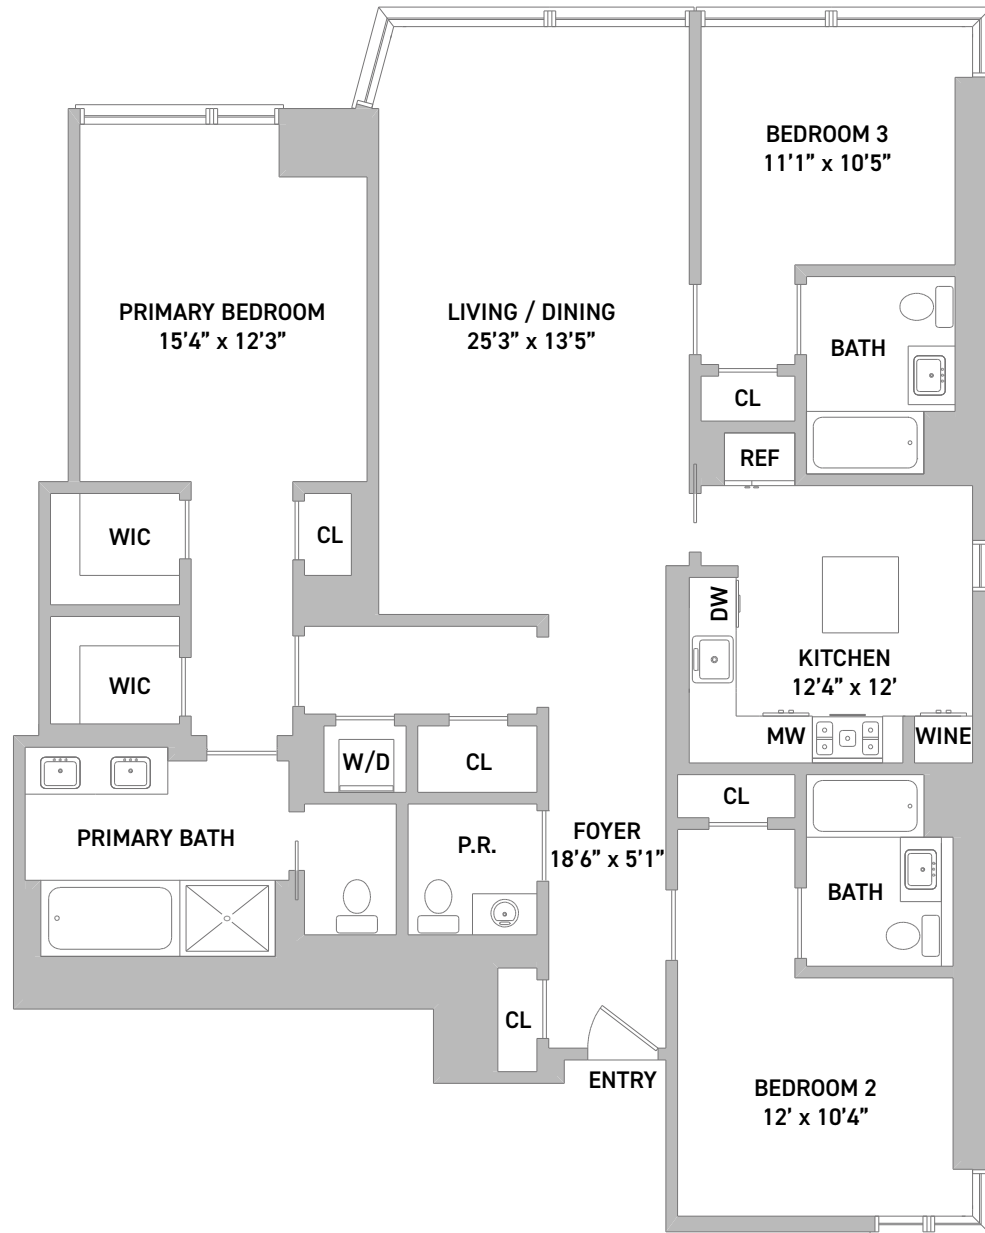 BEDROOM 3
11'1” x 10'5”
PRIMARY BEDROOM
15'4” x 12'3”
LIVING / DINING
25'3” x 13'5”
BATH
CL
REF
WIC
CL
DW
WIC
KITCHEN
12'4” x 12'
MW
WINE
W/D
CL
CL
PRIMARY BATH
P.R.
FOYER
18'6” x 5'1”
BATH
CL
ENTRY
BEDROOM 2
12' x 10'4”